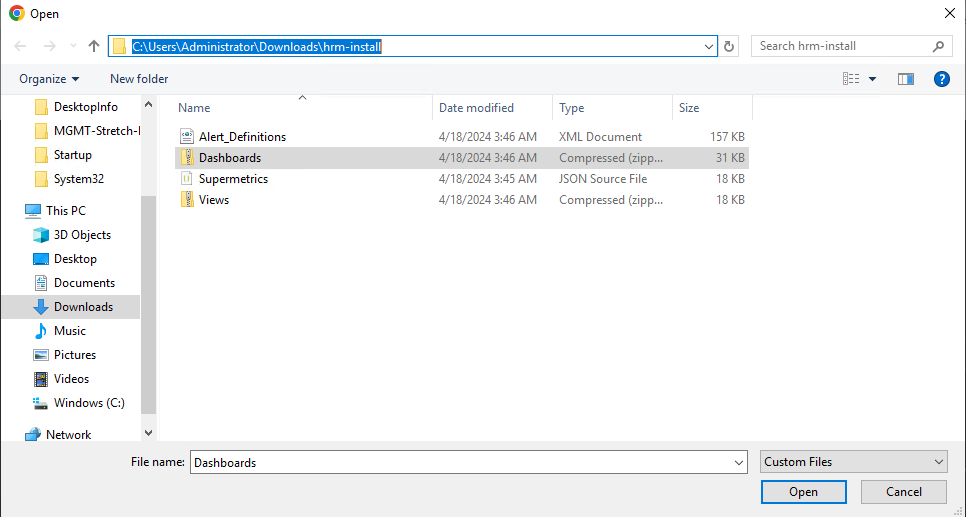 Open
C:\Users\Administrator\Downloads\hrm-install
Search hrm-install
Organize
New folder
Name
Date modified
Type
Size
DesktopInfo
MGMT-Stretch-
Startup
System32
This PC
3D Objects
Desktop
Documents
Downloads
Music
Pictures
Videos
Windows (C:)
Network
Alert_Definitions 4/18/2024 3:46 AM XML Document 157 KB
Dashboards 4/18/2024 3:46 AM Compressed (zipp... 31 KB
Supermetrics 4/18/2024 3:45 AM JSON Source File 18 KB
Views 4/18/2024 3:46 AM Compressed (zipp... 18 KB
File name: Dashboards
Custom Files
Open
Cancel